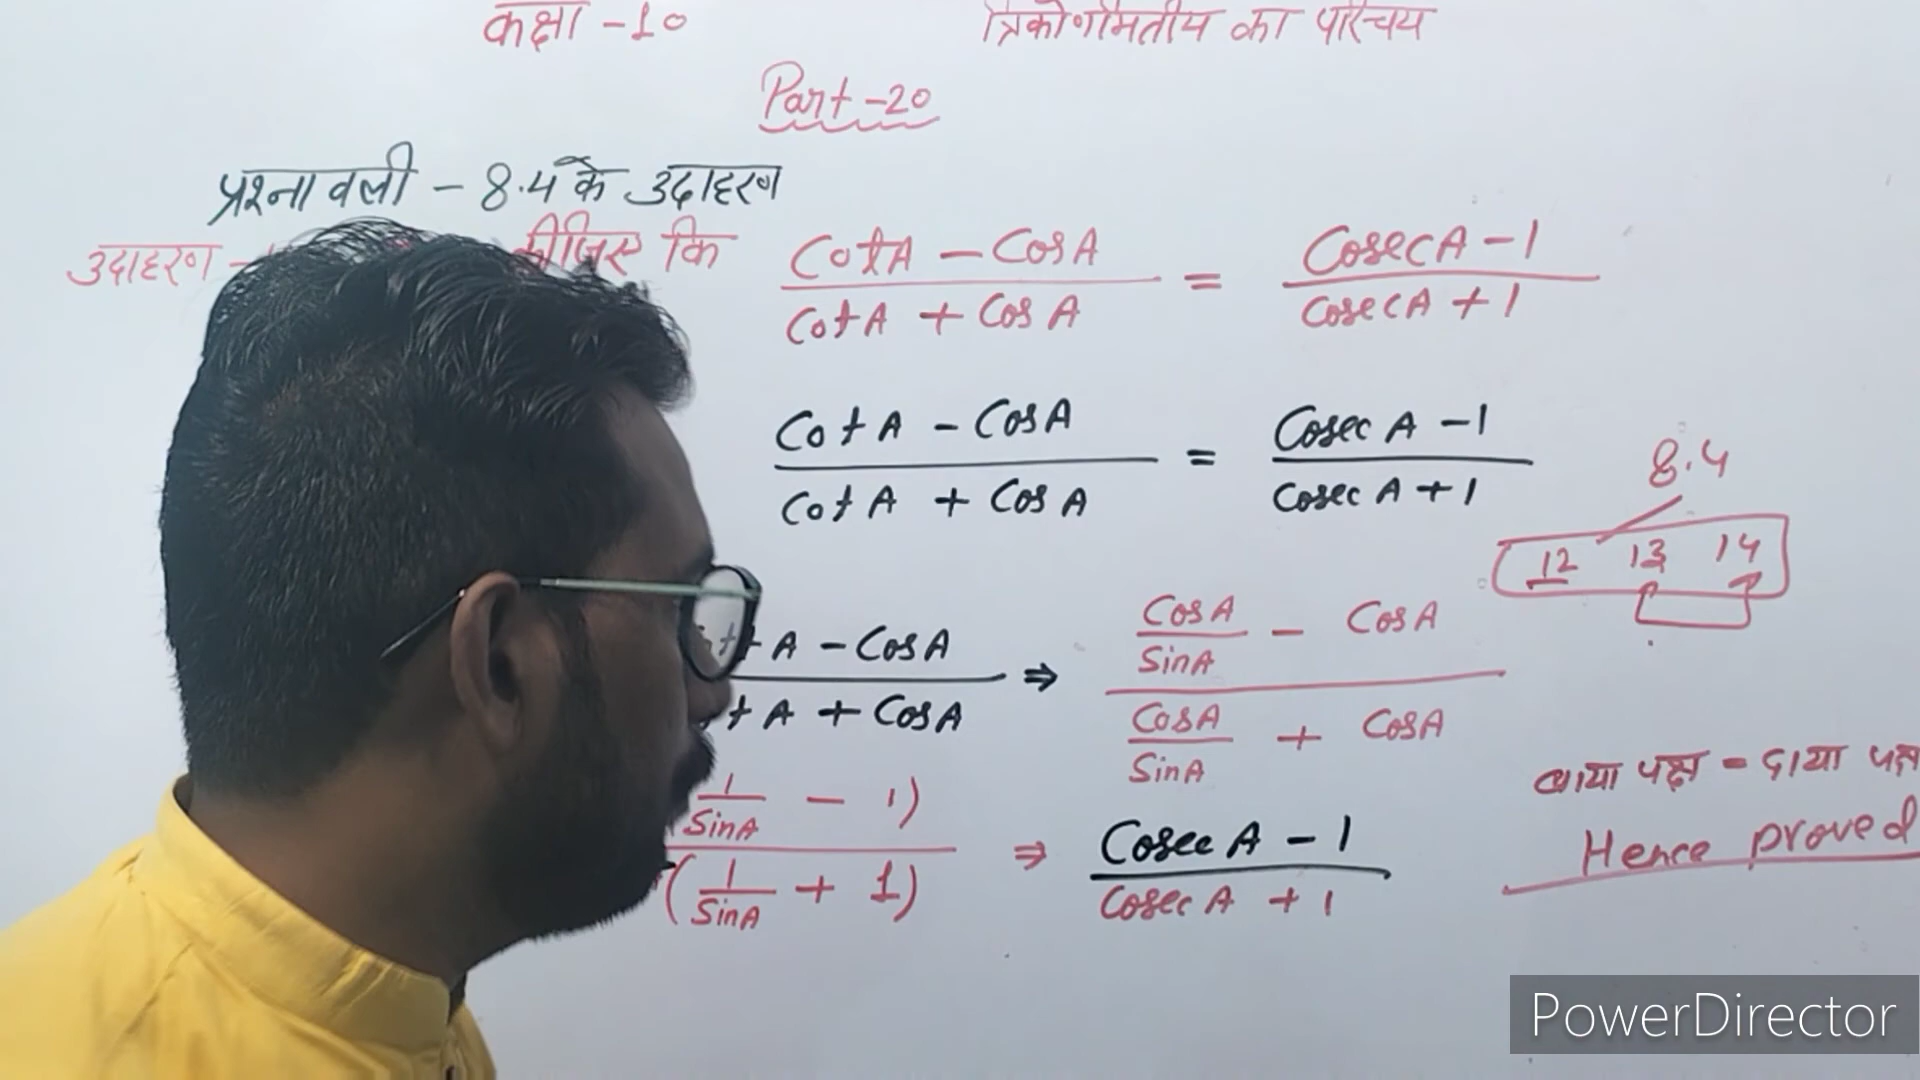 कक्षा -10
त्रिकोणमितीय का परिचय
Part -20
प्रश्नावली - 8.4 के उदाहरण
उदाहरण - कीजिए कि
CotA - CosA / CotA + CosA = CosecA - 1 / CosecA + 1
Cot A - Cos A / Cot A + Cos A = Cosec A - 1 / Cosec A + 1
8.4
12 13 14
A - Cos A / A + Cos A ⇒ CosA/SinA - CosA / CosA/SinA + CosA
बाया पक्ष = दाया पक्ष
Hence proved
1/SinA - 1) / (1/SinA + 1) ⇒ Cosec A - 1 / Cosec A + 1
PowerDirector